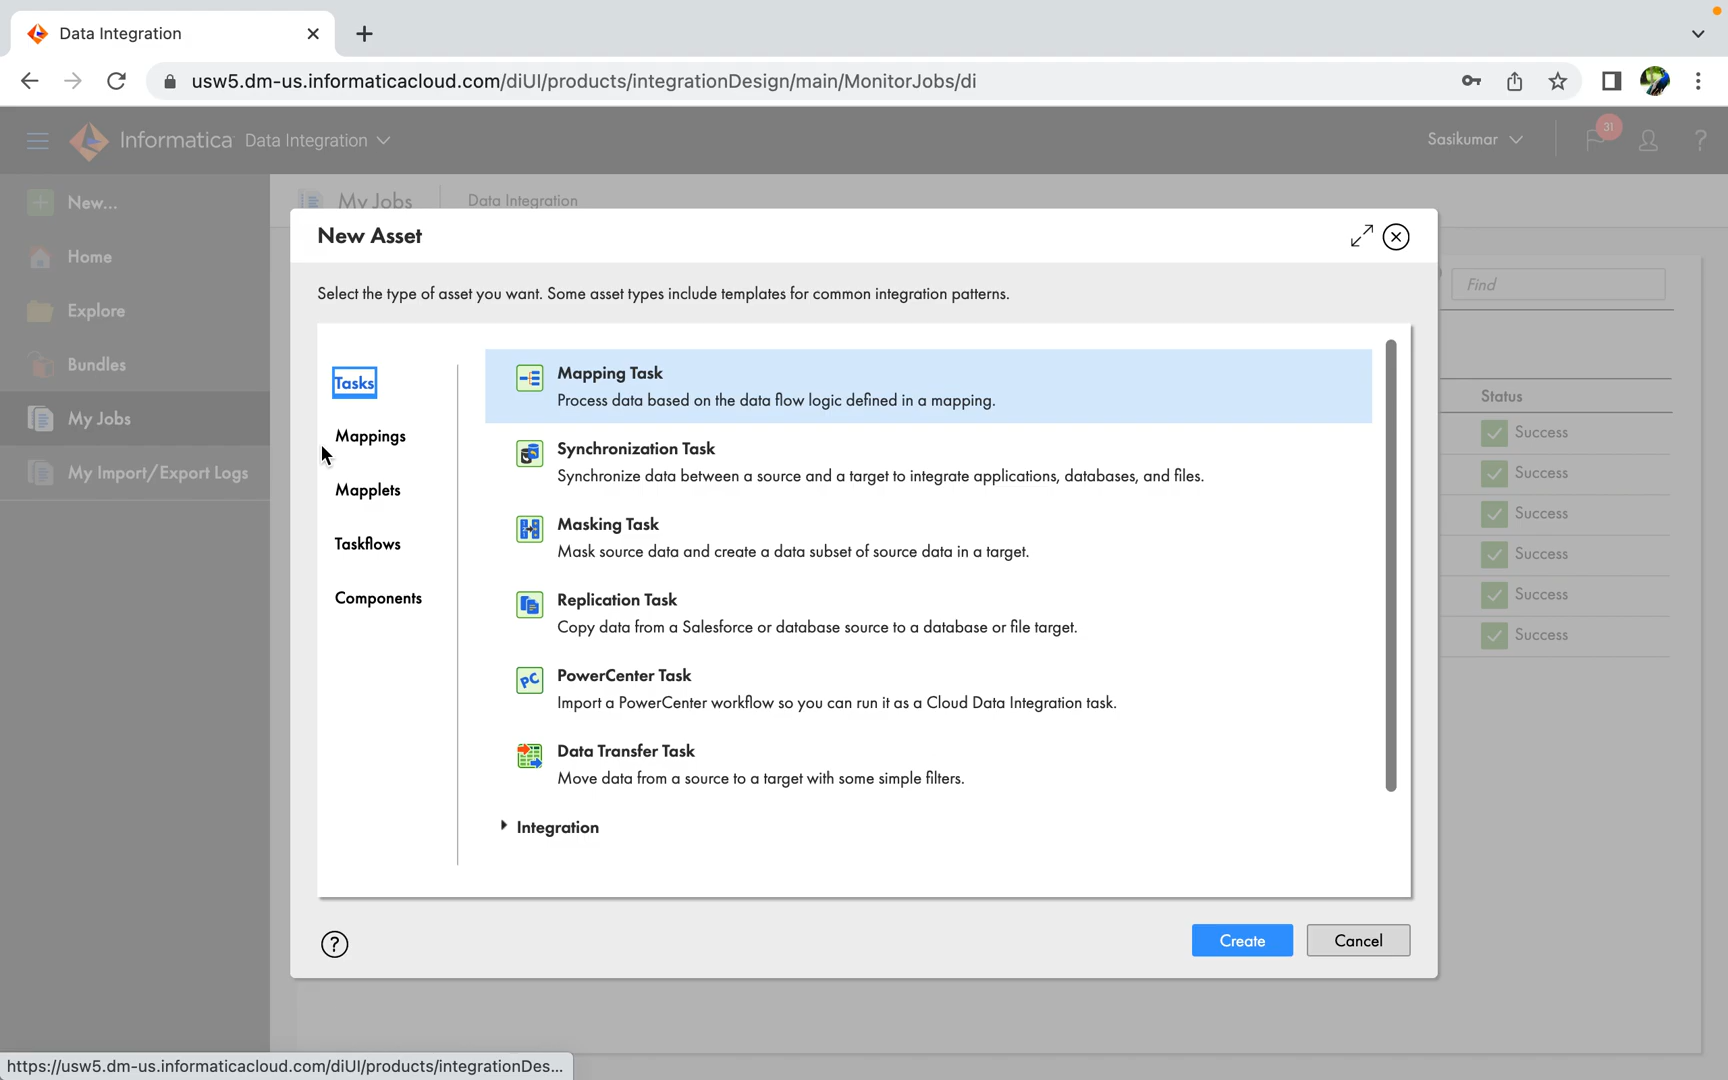 Data Integration
usw5.dm-us.informaticacloud.com/diUI/products/integrationDesign/main/MonitorJobs/di
Informatica Data Integration
Sasikumar
31
?
New...
Home
Explore
Bundles
My Jobs
My Import/Export Logs
My Jobs
Data Integration
Find
Status
Success
Success
Success
Success
Success
Success
New Asset
Select the type of asset you want. Some asset types include templates for common integration patterns.
Tasks
Mappings
Mapplets
Taskflows
Components
Mapping Task
Process data based on the data flow logic defined in a mapping.
Synchronization Task
Synchronize data between a source and a target to integrate applications, databases, and files.
Masking Task
Mask source data and create a data subset of source data in a target.
Replication Task
Copy data from a Salesforce or database source to a database or file target.
PC
PowerCenter Task
Import a PowerCenter workflow so you can run it as a Cloud Data Integration task.
Data Transfer Task
Move data from a source to a target with some simple filters.
Integration
?
Create
Cancel
https://usw5.dm-us.informaticacloud.com/diUI/products/integrationDes...